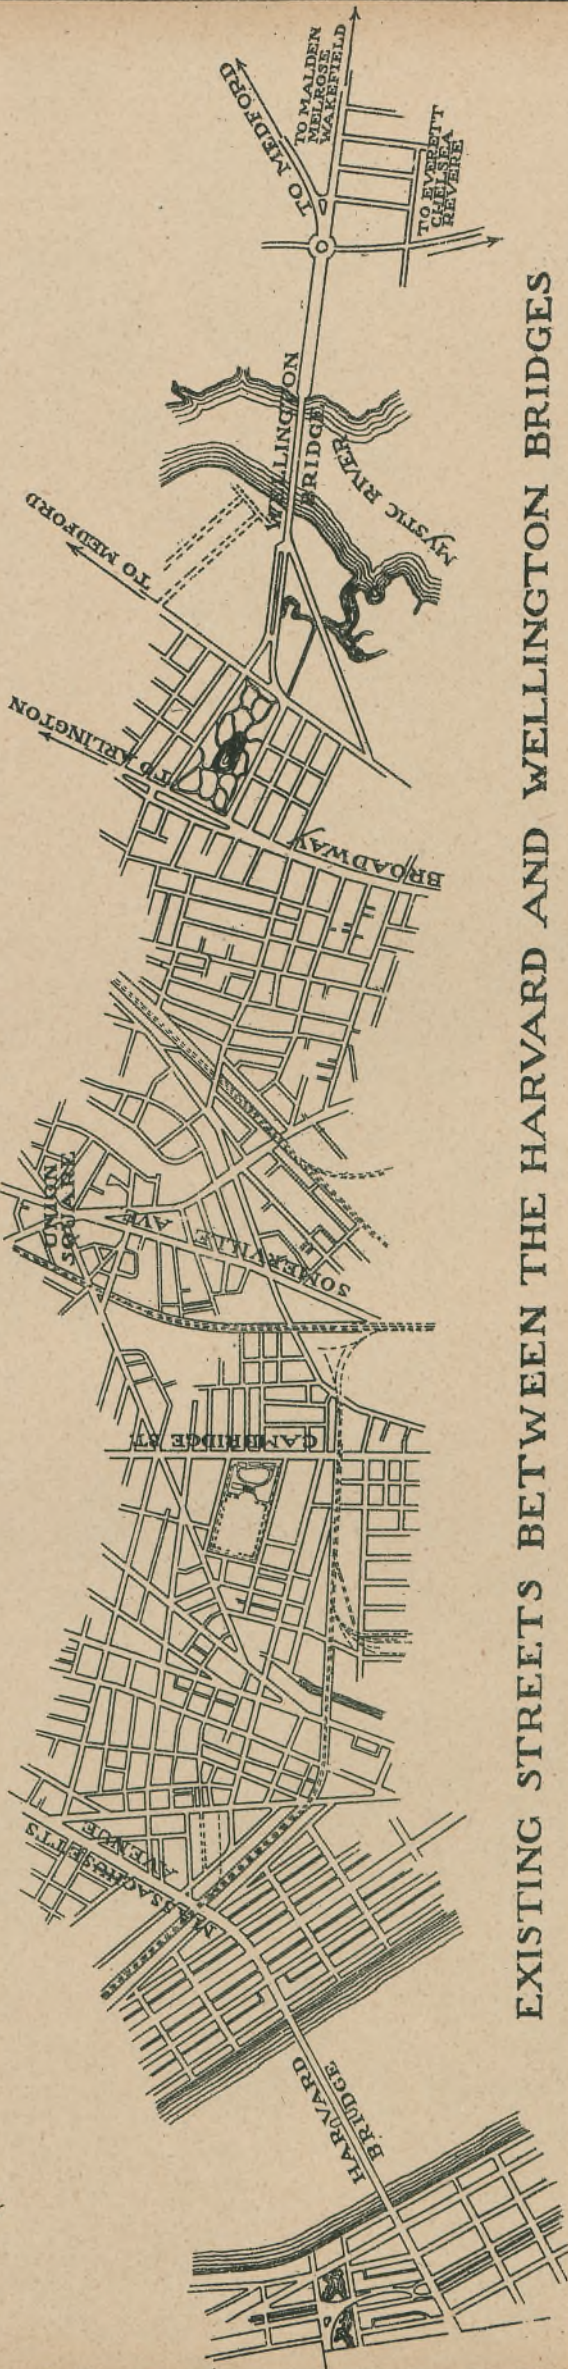 TO MEDFORD
TO MALDEN
MELROSE
WAKEFIELD
TO EVERETT
CHELSEA
REVERE
WELLINGTON
BRIDGE
MYSTIC RIVER
TO MEDFORD
TO ARLINGTON
BROADWAY
UNION
SQUARE
SOMERVILLE AVE
CAMBRIDGE ST.
MASSACHUSETTS
AVENUE
HARVARD
BRIDGE
EXISTING STREETS BETWEEN THE HARVARD AND WELLINGTON BRIDGES